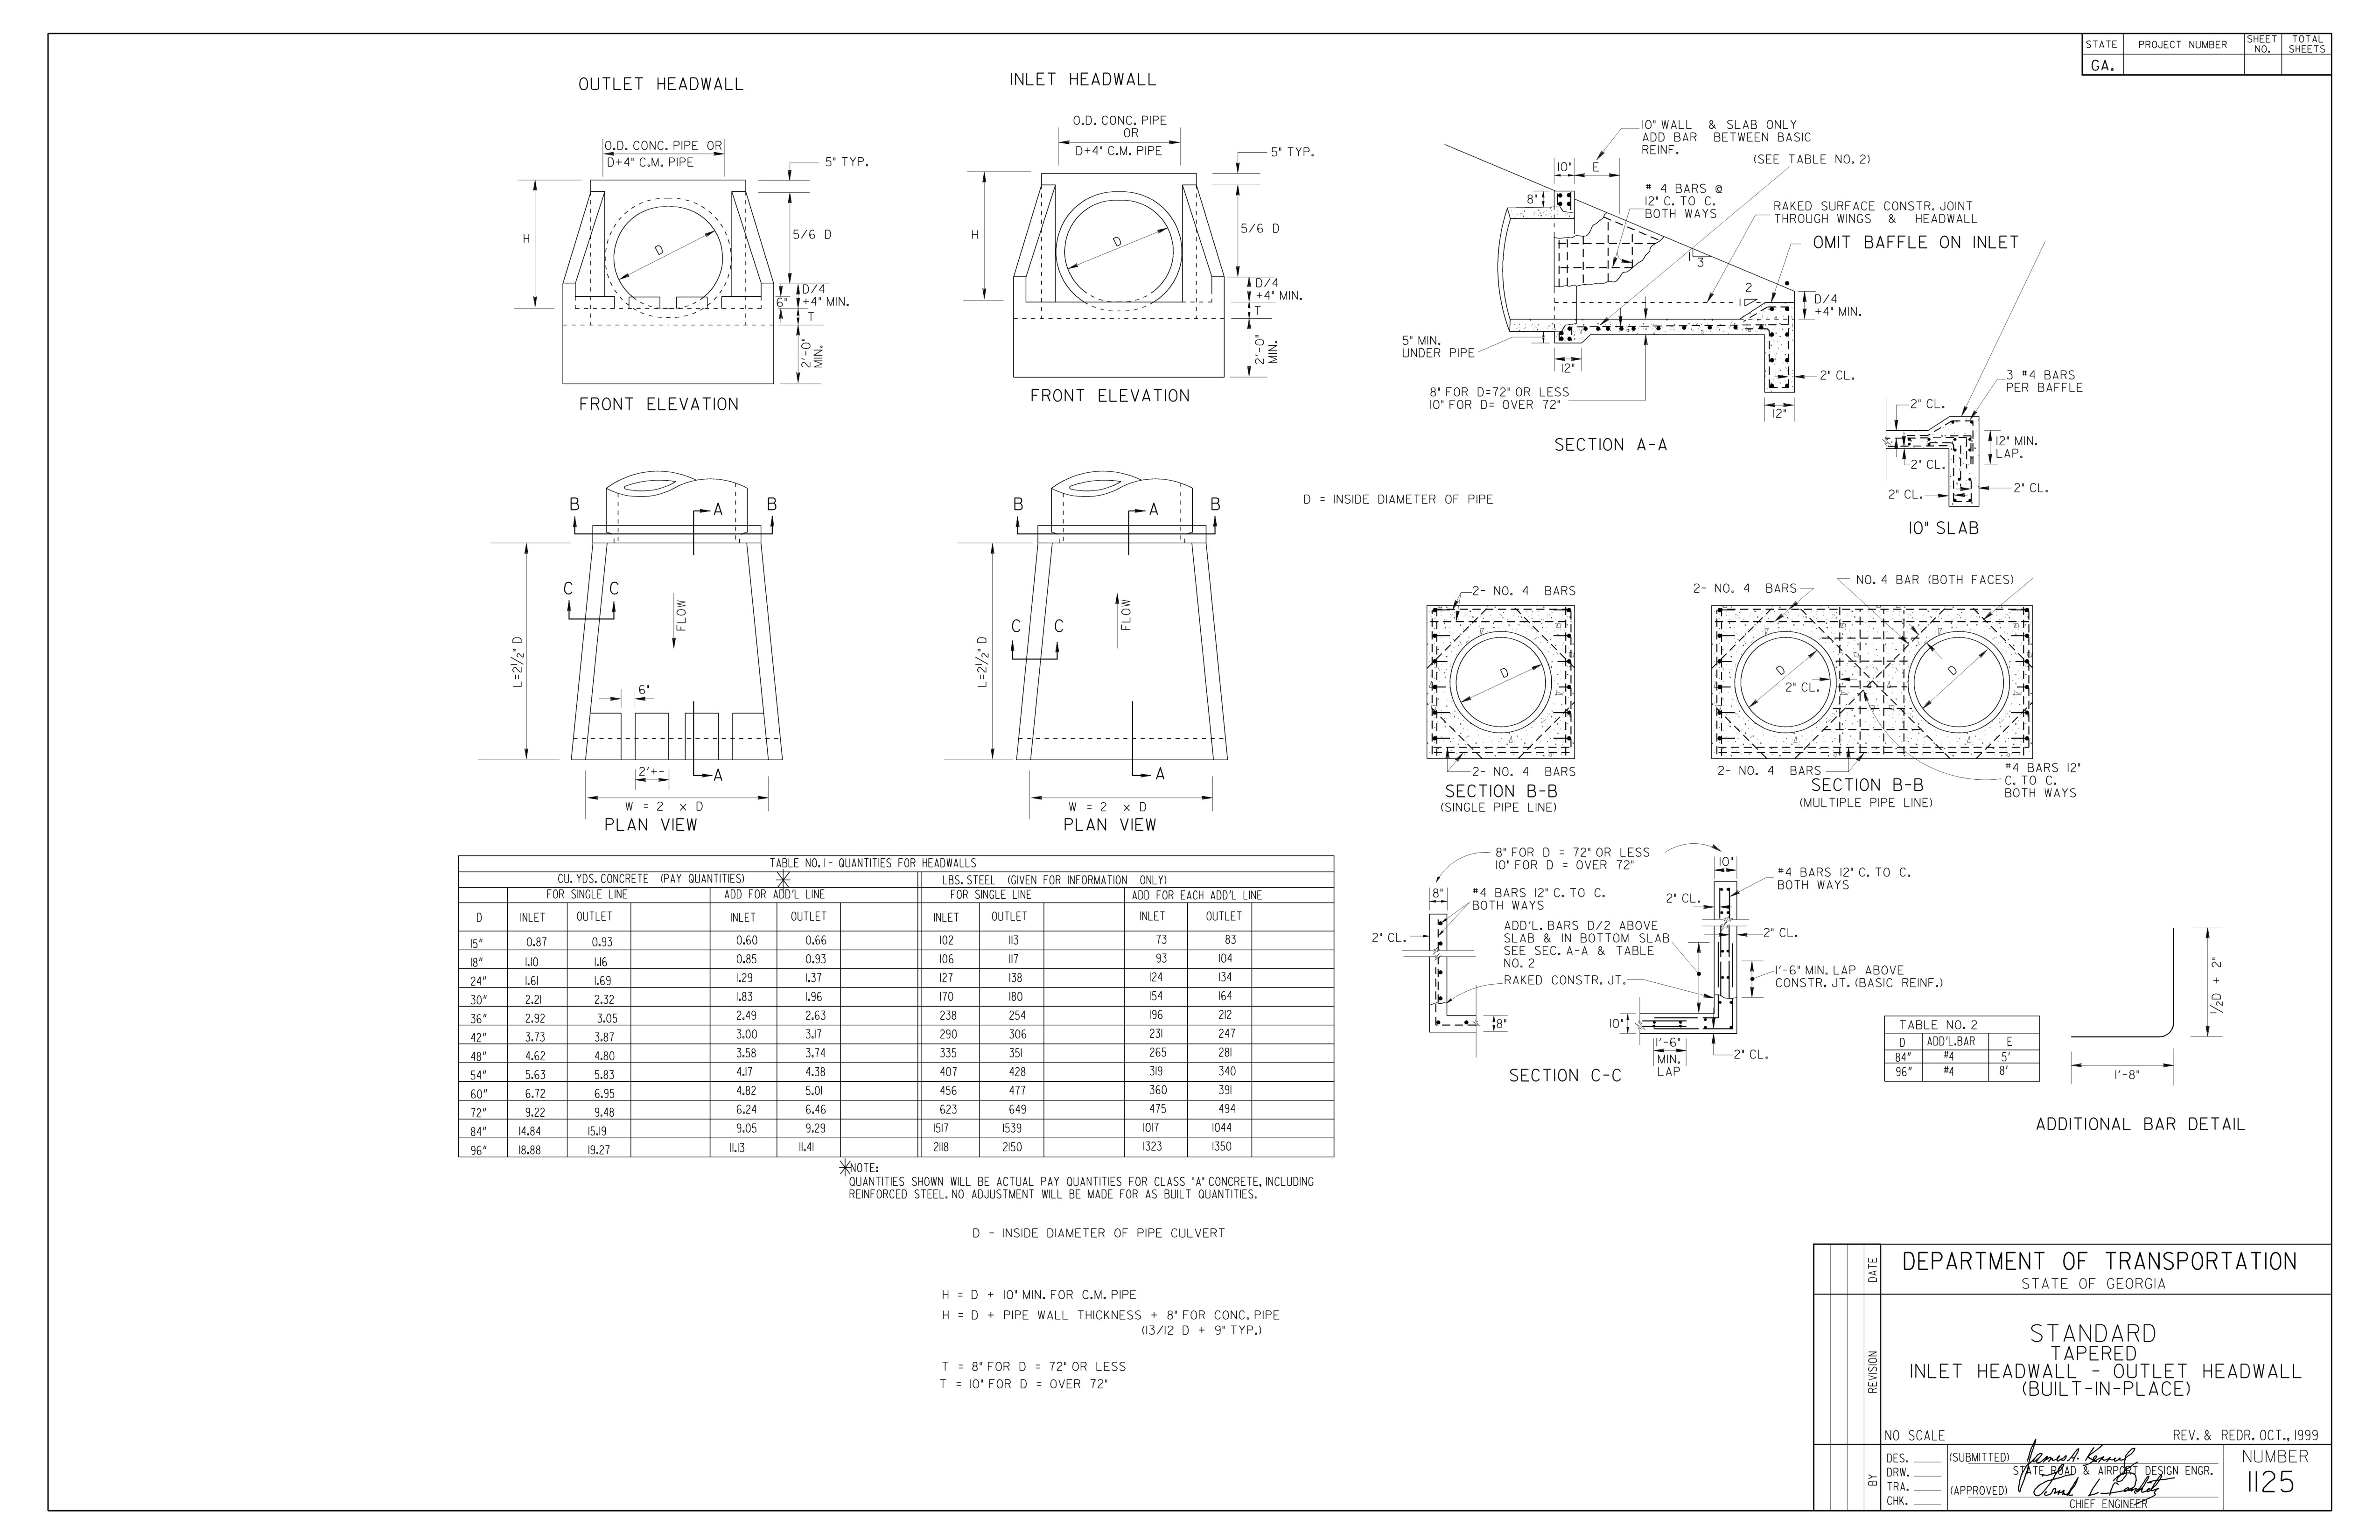 STATE PROJECT NUMBER SHEET NO. TOTAL SHEETS
GA.
OUTLET HEADWALL
O.D. CONC. PIPE OR
D+4" C.M. PIPE
5" TYP.
H
D
5/6 D
6"
D/4
+4" MIN.
T
2'-0"
MIN.
FRONT ELEVATION
INLET HEADWALL
O.D. CONC. PIPE
OR
D+4" C.M. PIPE
5" TYP.
H
D
5/6 D
D/4
+4" MIN.
T
2'-0"
MIN.
FRONT ELEVATION
10" WALL & SLAB ONLY
ADD BAR BETWEEN BASIC
REINF.
(SEE TABLE NO. 2)
10"
E
8"
# 4 BARS @
12" C. TO C.
BOTH WAYS
RAKED SURFACE CONSTR. JOINT
THROUGH WINGS & HEADWALL
OMIT BAFFLE ON INLET
1
3
2
1
D/4
+4" MIN.
5" MIN.
UNDER PIPE
12"
8" FOR D=72" OR LESS
10" FOR D= OVER 72"
2" CL.
12"
SECTION A-A
3 #4 BARS
PER BAFFLE
2" CL.
12" MIN.
LAP.
2" CL.
2" CL.
2" CL.
10" SLAB
D = INSIDE DIAMETER OF PIPE
B
B
A
C
C
FLOW
L=2 1/2" D
6"
2'+-
A
W = 2 x D
PLAN VIEW
B
B
A
C
C
FLOW
L=2 1/2" D
A
W = 2 x D
PLAN VIEW
2- NO. 4 BARS
D
2- NO. 4 BARS
SECTION B-B
(SINGLE PIPE LINE)
2- NO. 4 BARS
NO. 4 BAR (BOTH FACES)
D
2" CL.
D
2- NO. 4 BARS
#4 BARS 12"
C. TO C.
BOTH WAYS
SECTION B-B
(MULTIPLE PIPE LINE)
TABLE NO. 1- QUANTITIES FOR HEADWALLS
CU. YDS. CONCRETE (PAY QUANTITIES) * LBS. STEEL (GIVEN FOR INFORMATION ONLY)
FOR SINGLE LINE ADD FOR ADD'L LINE FOR SINGLE LINE ADD FOR EACH ADD'L LINE
D INLET OUTLET INLET OUTLET INLET OUTLET INLET OUTLET
15" 0.87 0.93 0.60 0.66 102 113 73 83
18" 1.10 1.16 0.85 0.93 106 117 93 104
24" 1.61 1.69 1.29 1.37 127 138 124 134
30" 2.21 2.32 1.83 1.96 170 180 154 164
36" 2.92 3.05 2.49 2.63 238 254 196 212
42" 3.73 3.87 3.00 3.17 290 306 231 247
48" 4.62 4.80 3.58 3.74 335 351 265 281
54" 5.63 5.83 4.17 4.38 407 428 319 340
60" 6.72 6.95 4.82 5.01 456 477 360 391
72" 9.22 9.48 6.24 6.46 623 649 475 494
84" 14.84 15.19 9.05 9.29 1517 1539 1017 1044
96" 18.88 19.27 11.13 11.41 2118 2150 1323 1350
*NOTE:
QUANTITIES SHOWN WILL BE ACTUAL PAY QUANTITIES FOR CLASS "A" CONCRETE, INCLUDING
REINFORCED STEEL. NO ADJUSTMENT WILL BE MADE FOR AS BUILT QUANTITIES.
D - INSIDE DIAMETER OF PIPE CULVERT
H = D + 10" MIN. FOR C.M. PIPE
H = D + PIPE WALL THICKNESS + 8" FOR CONC. PIPE
(13/12 D + 9" TYP.)
T = 8" FOR D = 72" OR LESS
T = 10" FOR D = OVER 72"
8" FOR D = 72" OR LESS
10" FOR D = OVER 72"
8"
#4 BARS 12" C. TO C.
BOTH WAYS
2" CL.
8"
10"
#4 BARS 12" C. TO C.
BOTH WAYS
2" CL.
2" CL.
ADD'L. BARS D/2 ABOVE
SLAB & IN BOTTOM SLAB
SEE SEC. A-A & TABLE
NO. 2
RAKED CONSTR. JT.
1'-6" MIN. LAP ABOVE
CONSTR. JT. (BASIC REINF.)
10"
1'-6"
MIN.
LAP
2" CL.
SECTION C-C
TABLE NO. 2
D ADD'L. BAR E
84" #4 5'
96" #4 8'
1/2D + 2"
1'-8"
ADDITIONAL BAR DETAIL
DATE
REVISION
BY
DEPARTMENT OF TRANSPORTATION
STATE OF GEORGIA
STANDARD
TAPERED
INLET HEADWALL - OUTLET HEADWALL
(BUILT-IN-PLACE)
NO SCALE REV. & REDR. OCT., 1999
DES.
DRW.
TRA.
CHK.
(SUBMITTED)
STATE ROAD & AIRPORT DESIGN ENGR.
(APPROVED)
CHIEF ENGINEER
NUMBER
1125